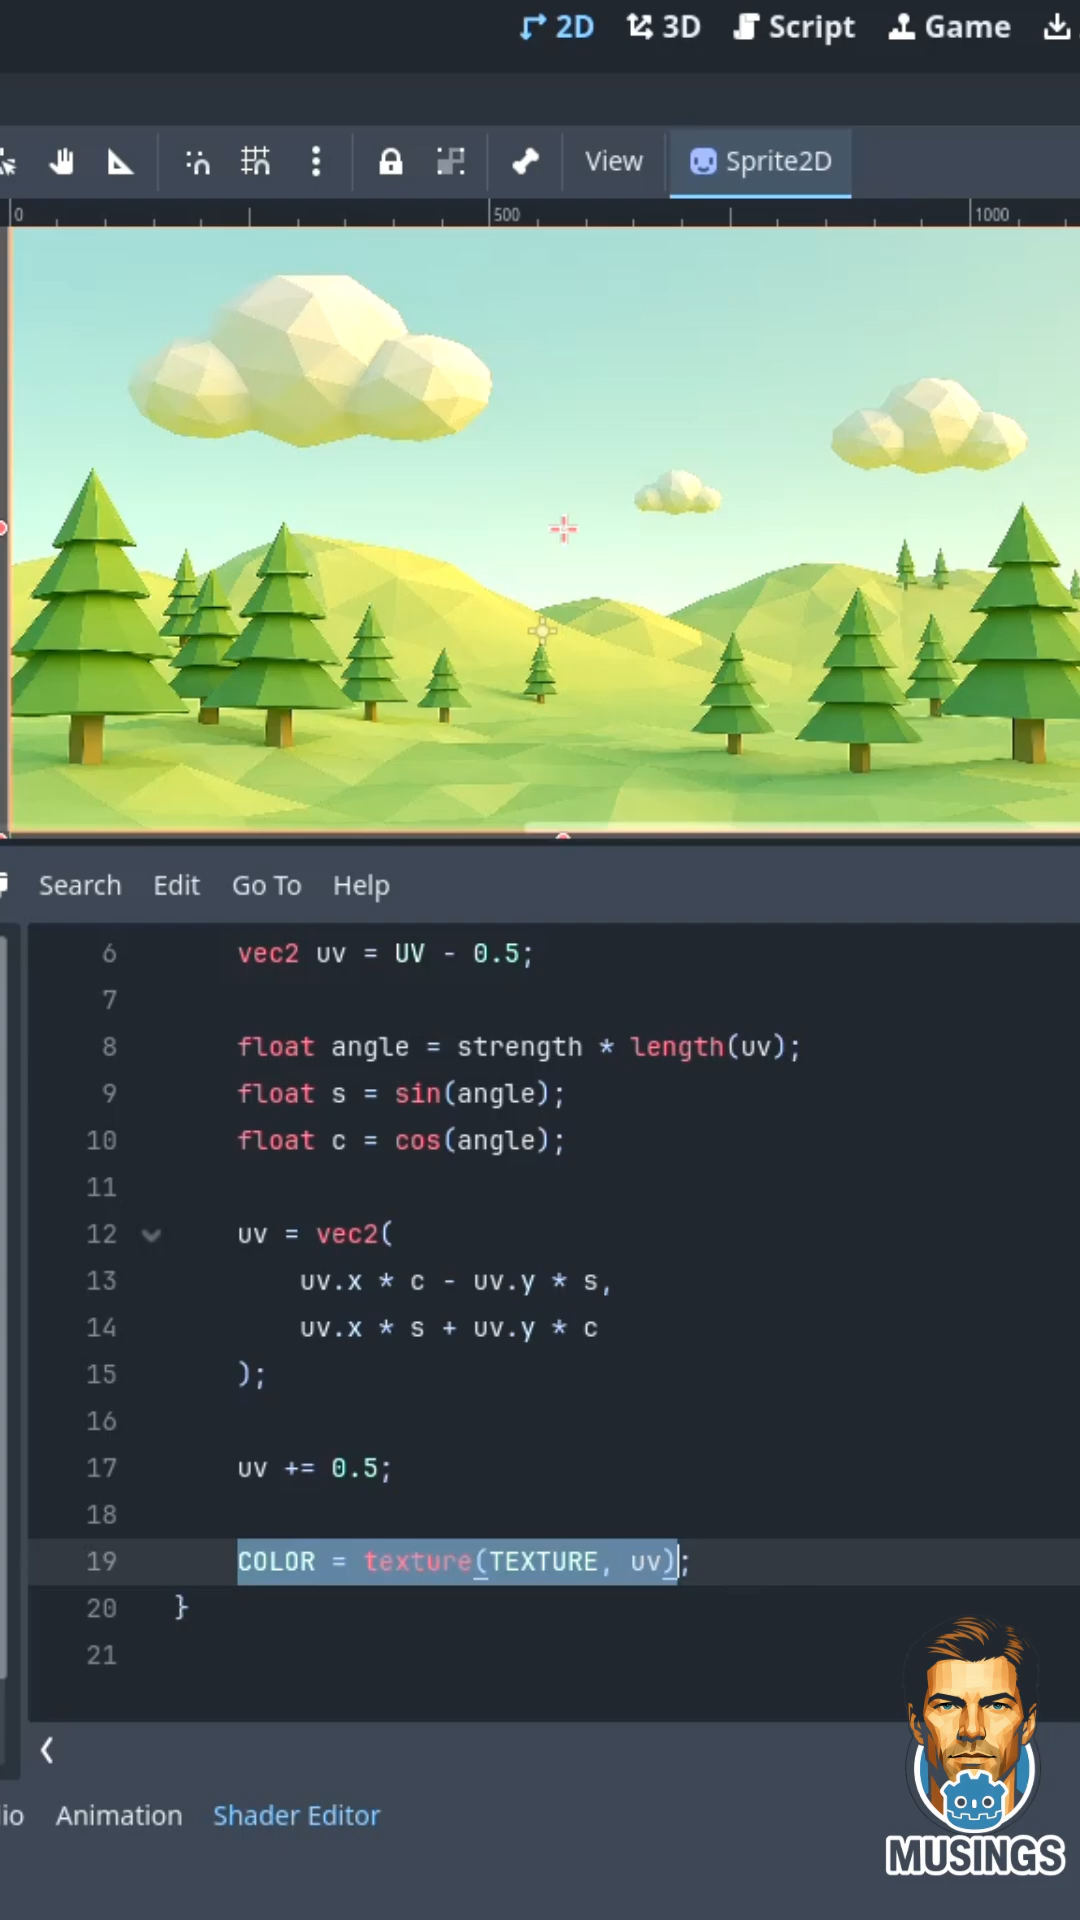 2D 3D Script Game
View Sprite2D
0 500 1000
Search Edit Go To Help
6 vec2 uv = UV - 0.5;
7
8 float angle = strength * length(uv);
9 float s = sin(angle);
10 float c = cos(angle);
11
12 uv = vec2(
13 uv.x * c - uv.y * s,
14 uv.x * s + uv.y * c
15 );
16
17 uv += 0.5;
18
19 COLOR = texture(TEXTURE, uv);
20 }
21
io Animation Shader Editor
MUSINGS